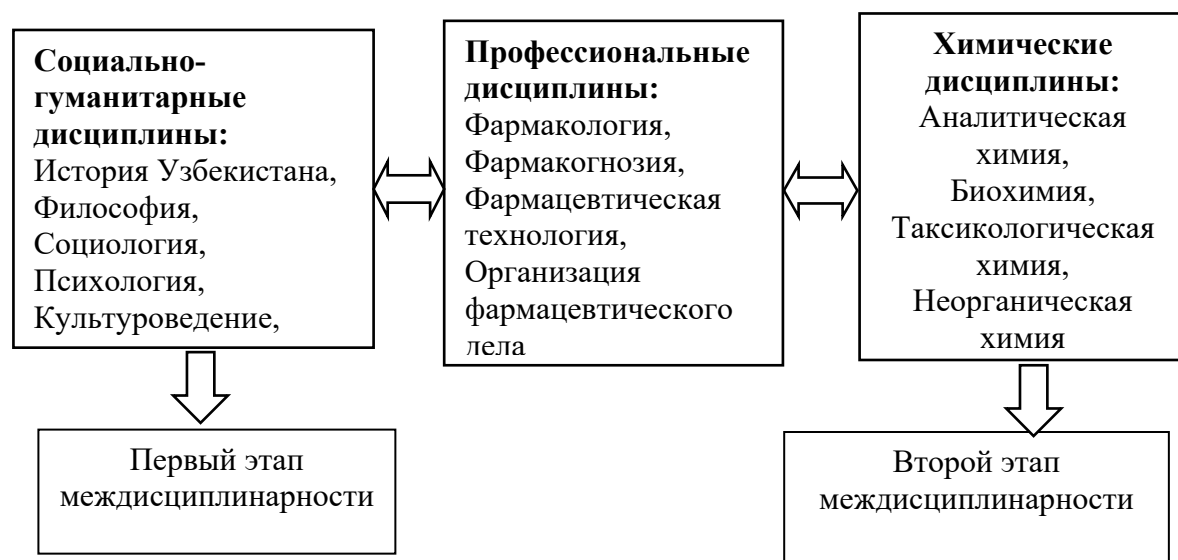 Социально-
гуманитарные
дисциплины:
История Узбекистана,
Философия,
Социология,
Психология,
Культуроведение,
Профессиональные
дисциплины:
Фармакология,
Фармакогнозия,
Фармацевтическая
технология,
Организация
фармацевтического
дела
Химические
дисциплины:
Аналитическая
химия,
Биохимия,
Таксикологическая
химия,
Неорганическая
химия
Первый этап
междисциплинарности
Второй этап
междисциплинарности